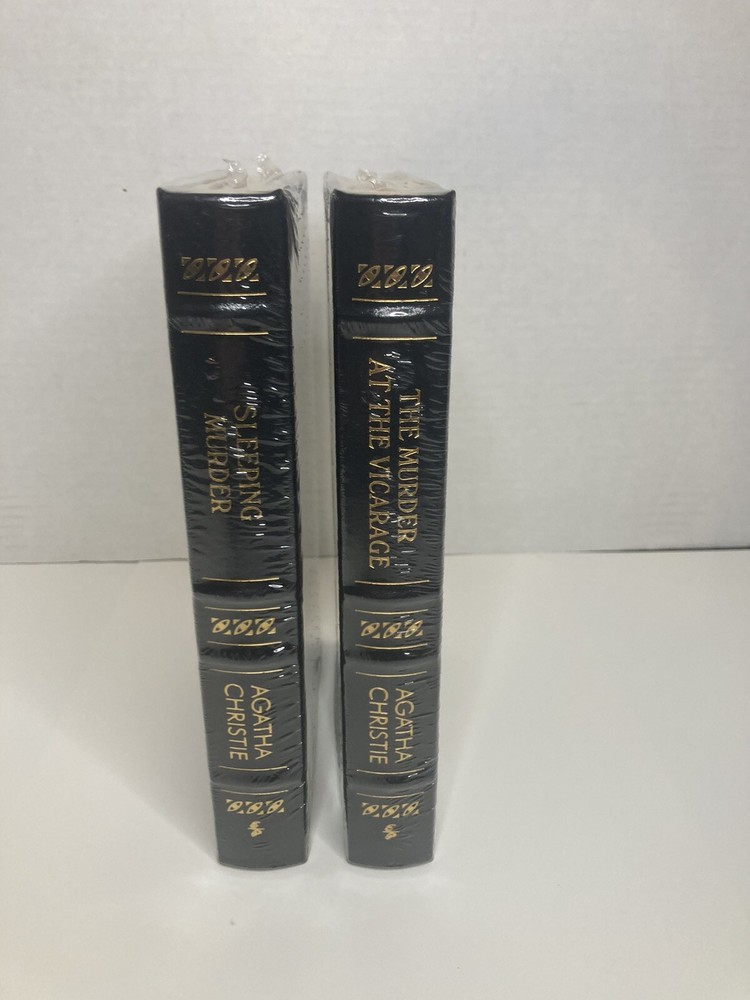 SLEEPING
MURDER
AGATHA
CHRISTIE
THE MURDER
AT THE VICARAGE
AGATHA
CHRISTIE